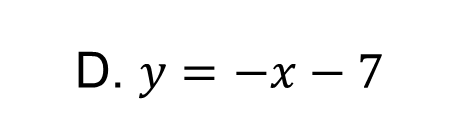 D. y = −x − 7